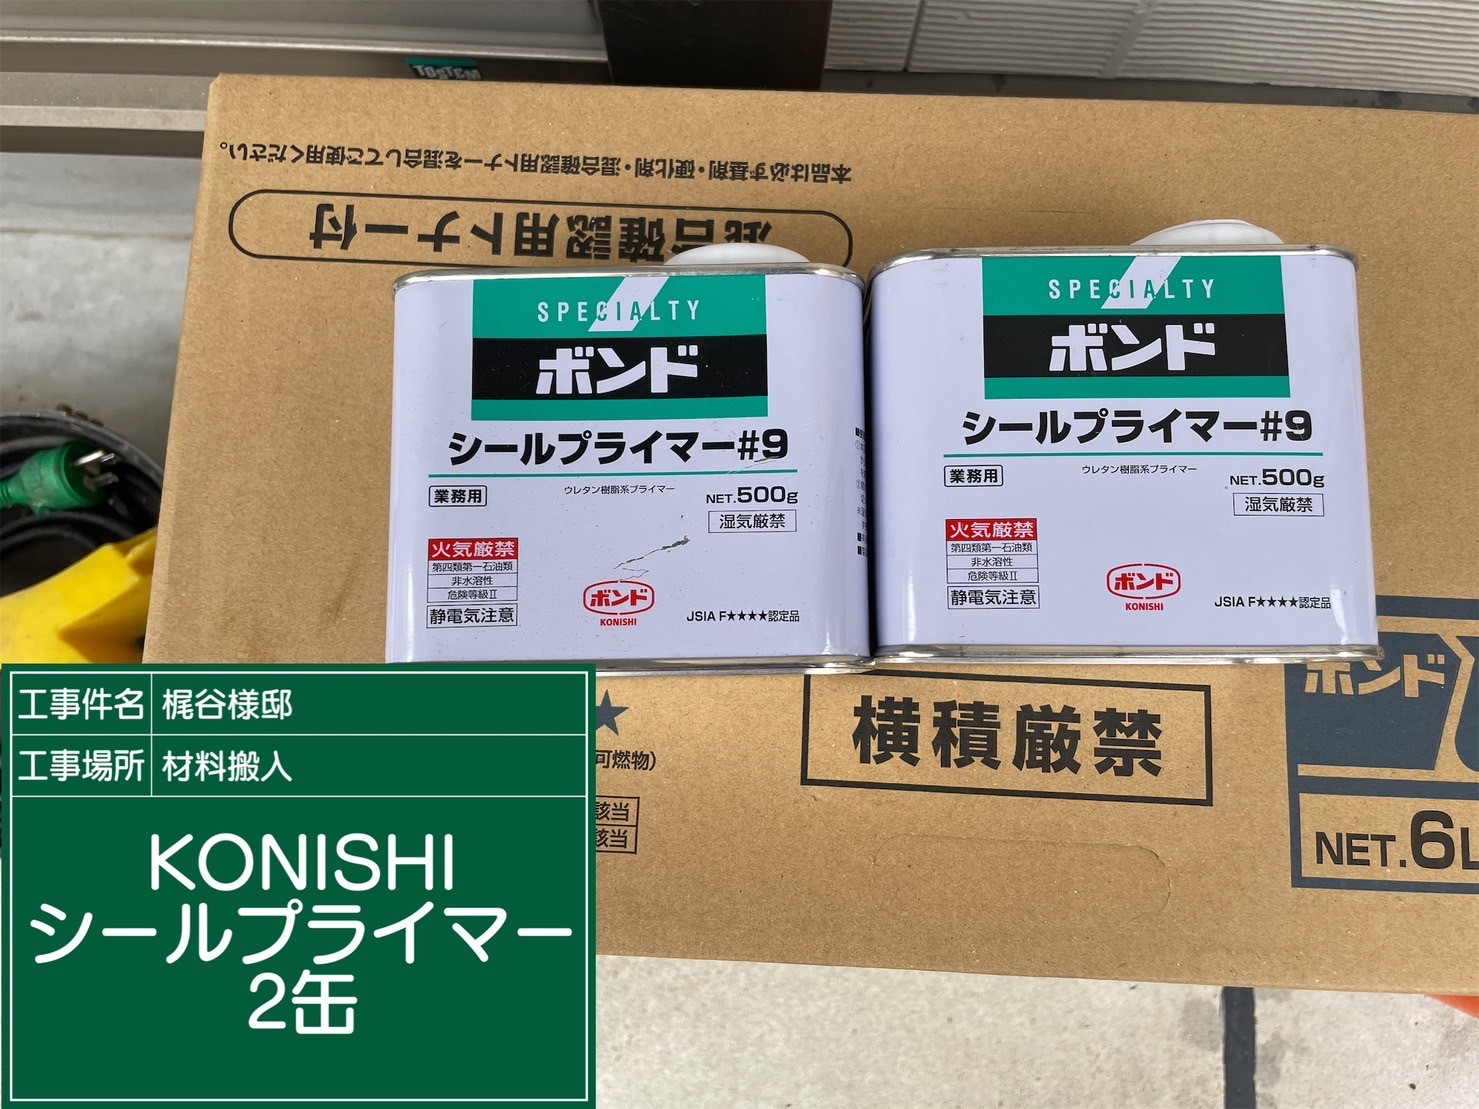 TOSTEM
本品は必ず基剤・硬化剤・混合確認用トナーを混合してご使用ください。
混合確認用トナー付
SPECIALTY
ボンド
シールプライマー#9
業務用
ウレタン樹脂系プライマー
NET.500g
湿気厳禁
火気厳禁
第四類第一石油類
非水溶性
危険等級Ⅱ
静電気注意
ボンド
KONISHI
JSIA F★★★★認定品
SPECIALTY
ボンド
シールプライマー#9
業務用
ウレタン樹脂系プライマー
NET.500g
湿気厳禁
火気厳禁
第四類第一石油類
非水溶性
危険等級Ⅱ
静電気注意
ボンド
KONISHI
JSIA F★★★★認定品
★
可燃物)
該当
該当
横積厳禁
ボンド
NET.6L
工事件名 梶谷様邸
工事場所 材料搬入
KONISHI
シールプライマー
2缶